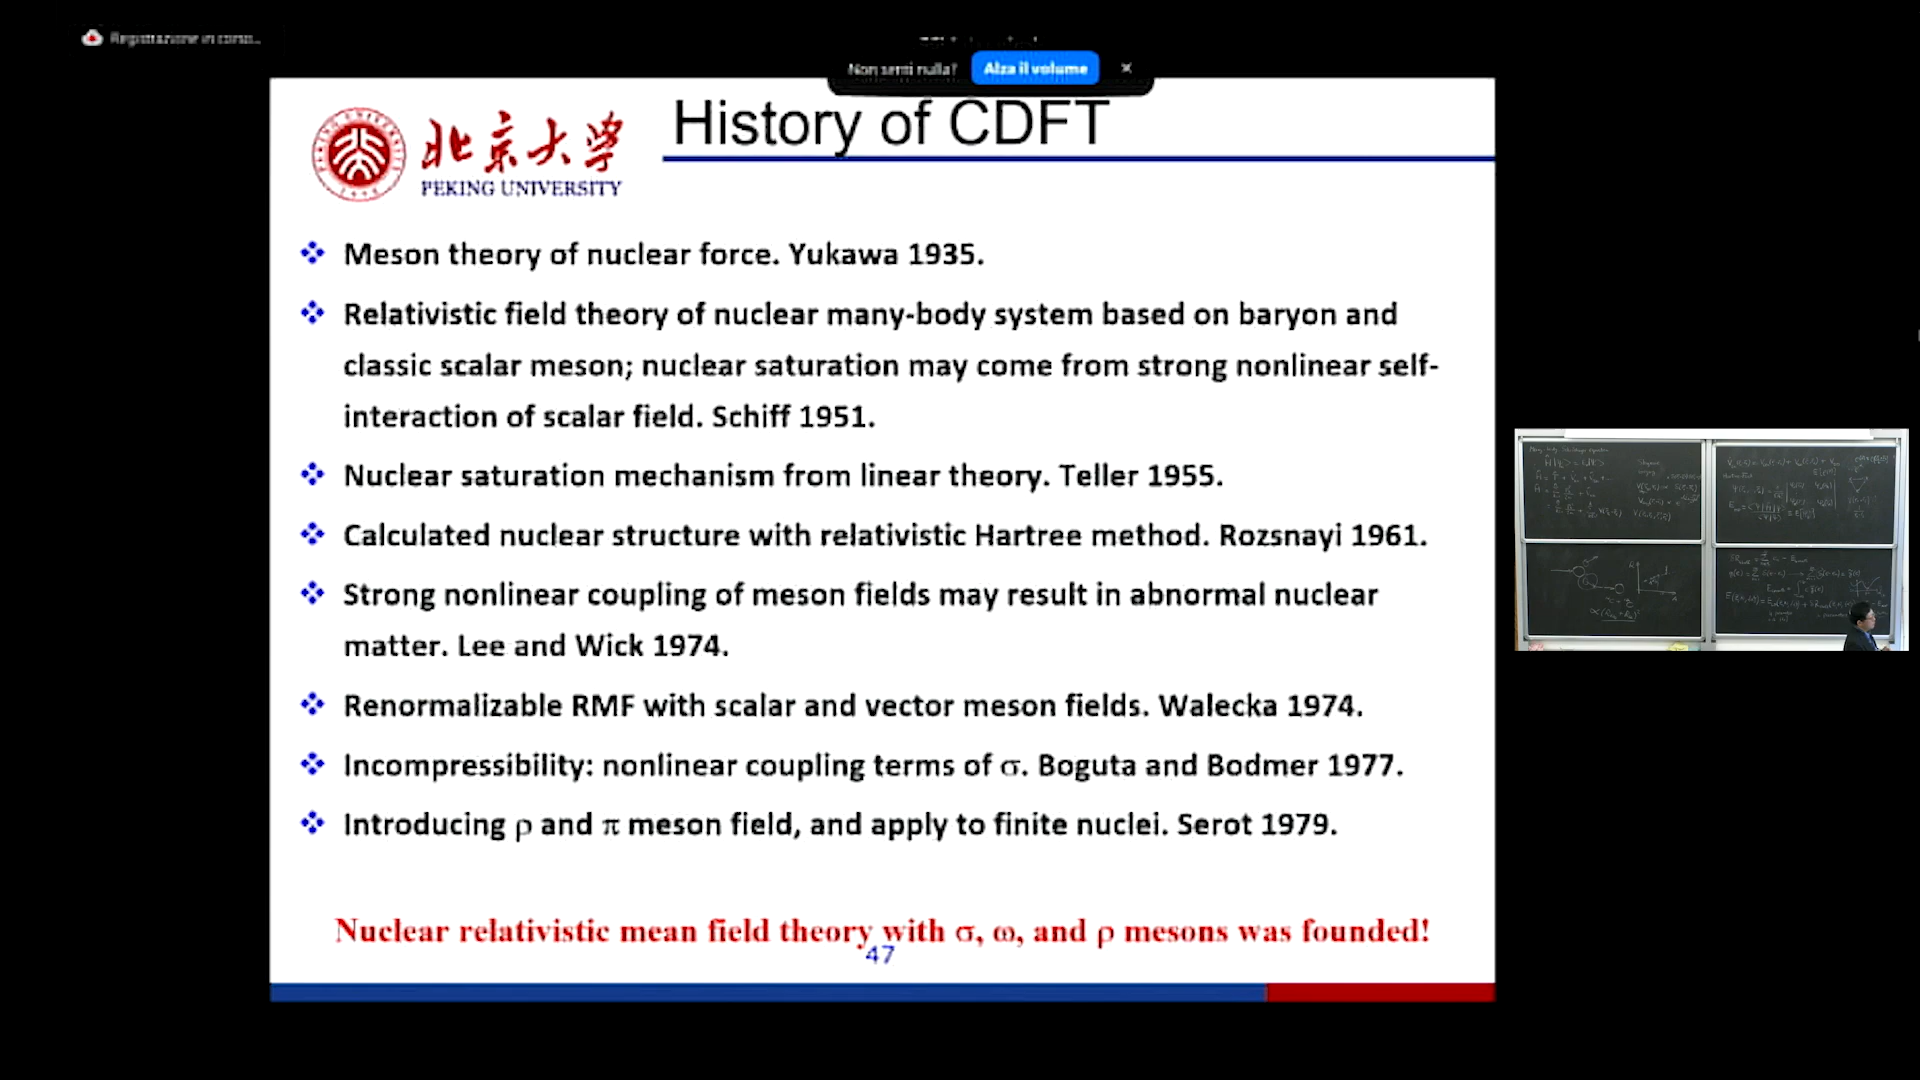 Registrazione in corso...
Non senti nulla?
Alza il volume
History of CDFT
北京大学
PEKING UNIVERSITY
Meson theory of nuclear force. Yukawa 1935.
Relativistic field theory of nuclear many-body system based on baryon and
classic scalar meson; nuclear saturation may come from strong nonlinear self-
interaction of scalar field. Schiff 1951.
Nuclear saturation mechanism from linear theory. Teller 1955.
Calculated nuclear structure with relativistic Hartree method. Rozsnayi 1961.
Strong nonlinear coupling of meson fields may result in abnormal nuclear
matter. Lee and Wick 1974.
Renormalizable RMF with scalar and vector meson fields. Walecka 1974.
Incompressibility: nonlinear coupling terms of σ. Boguta and Bodmer 1977.
Introducing ρ and π meson field, and apply to finite nuclei. Serot 1979.
Nuclear relativistic mean field theory with σ, ω, and ρ mesons was founded!
47